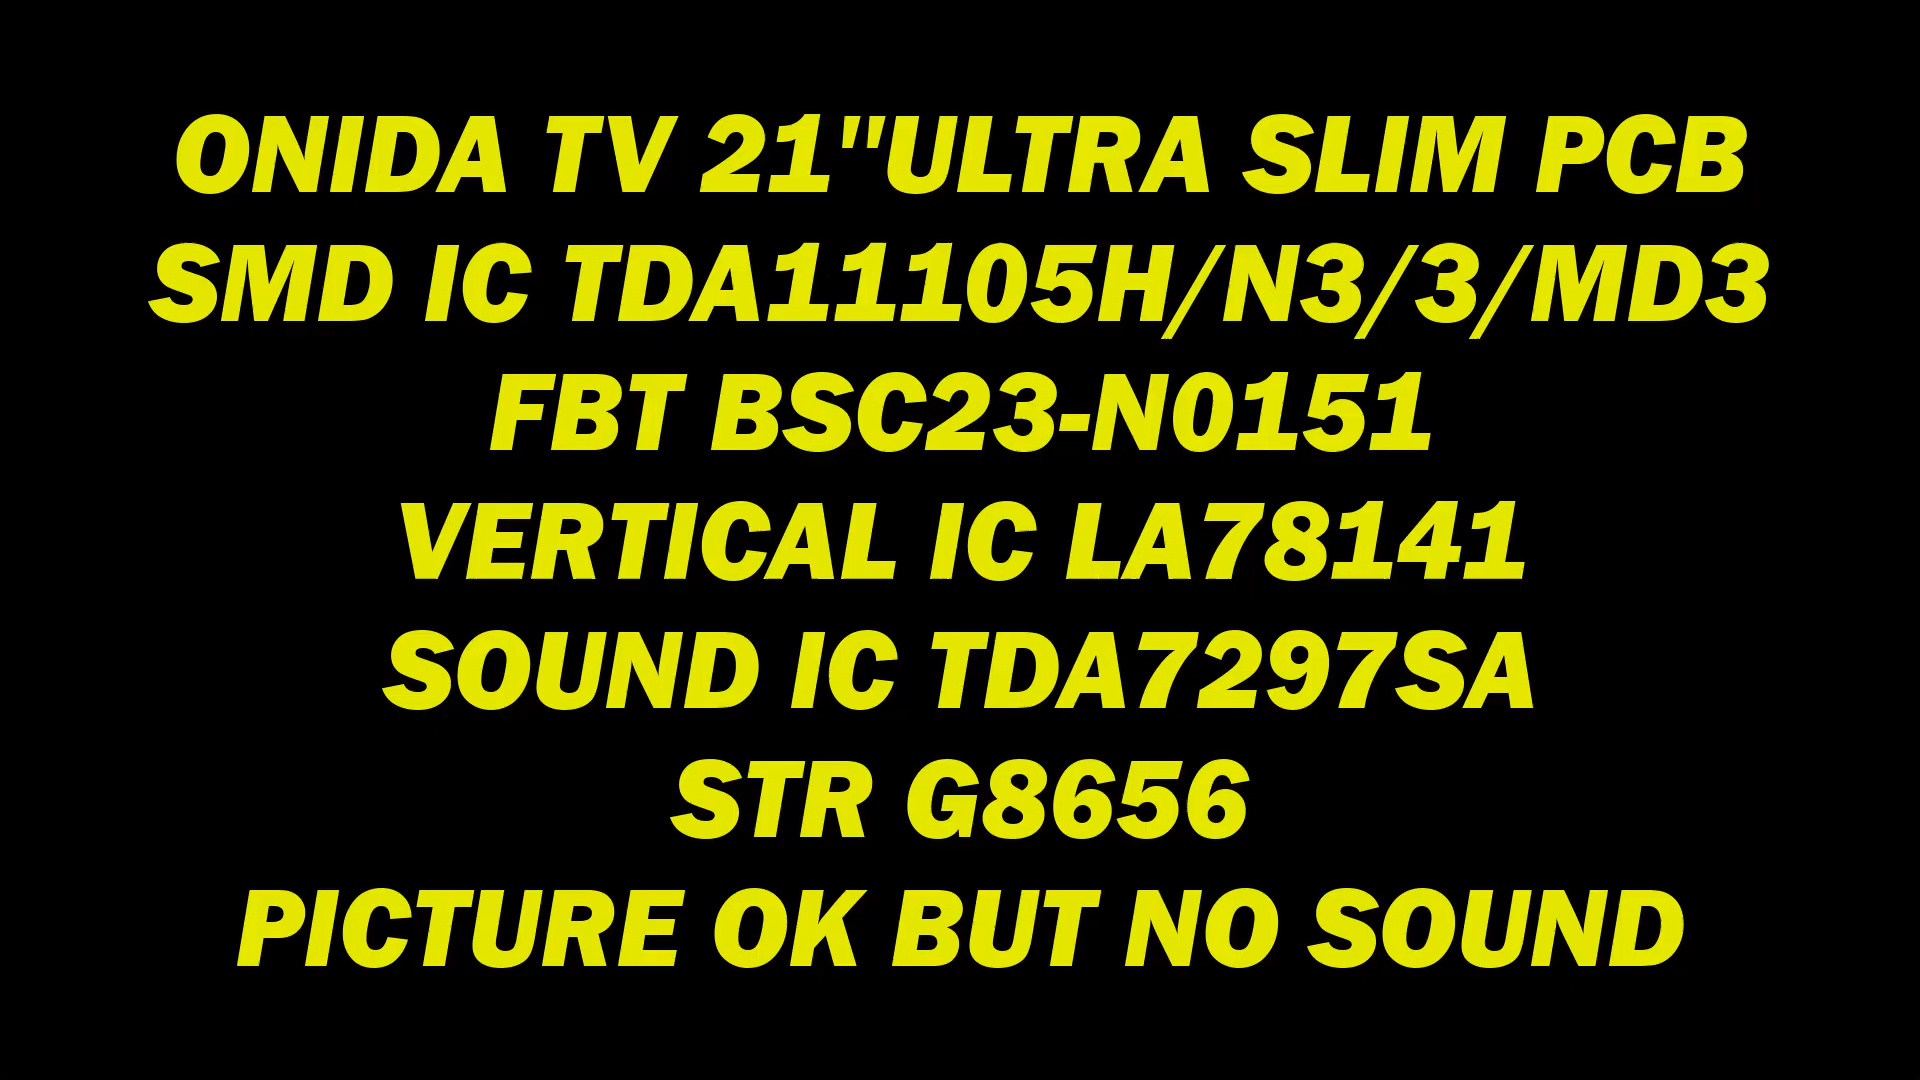 ONIDA TV 21"ULTRA SLIM PCB
SMD IC TDA11105H/N3/3/MD3
FBT BSC23-N0151
VERTICAL IC LA78141
SOUND IC TDA7297SA
STR G8656
PICTURE OK BUT NO SOUND